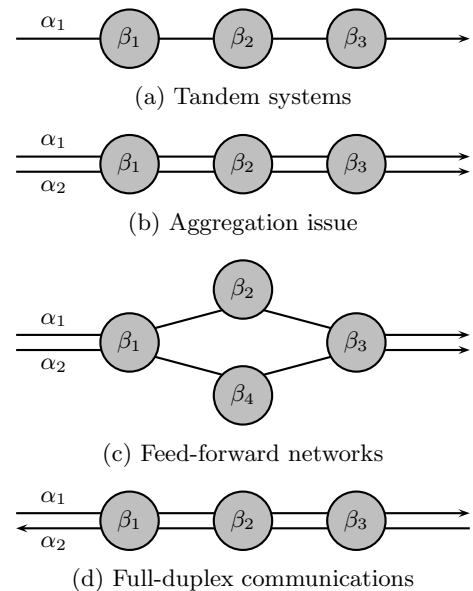 α₁
β₁ β₂ β₃
(a) Tandem systems
α₁
β₁ β₂ β₃
α₂
(b) Aggregation issue
β₂
α₁
β₁ β₃
α₂
β₄
(c) Feed-forward networks
α₁
β₁ β₂ β₃
α₂
(d) Full-duplex communications